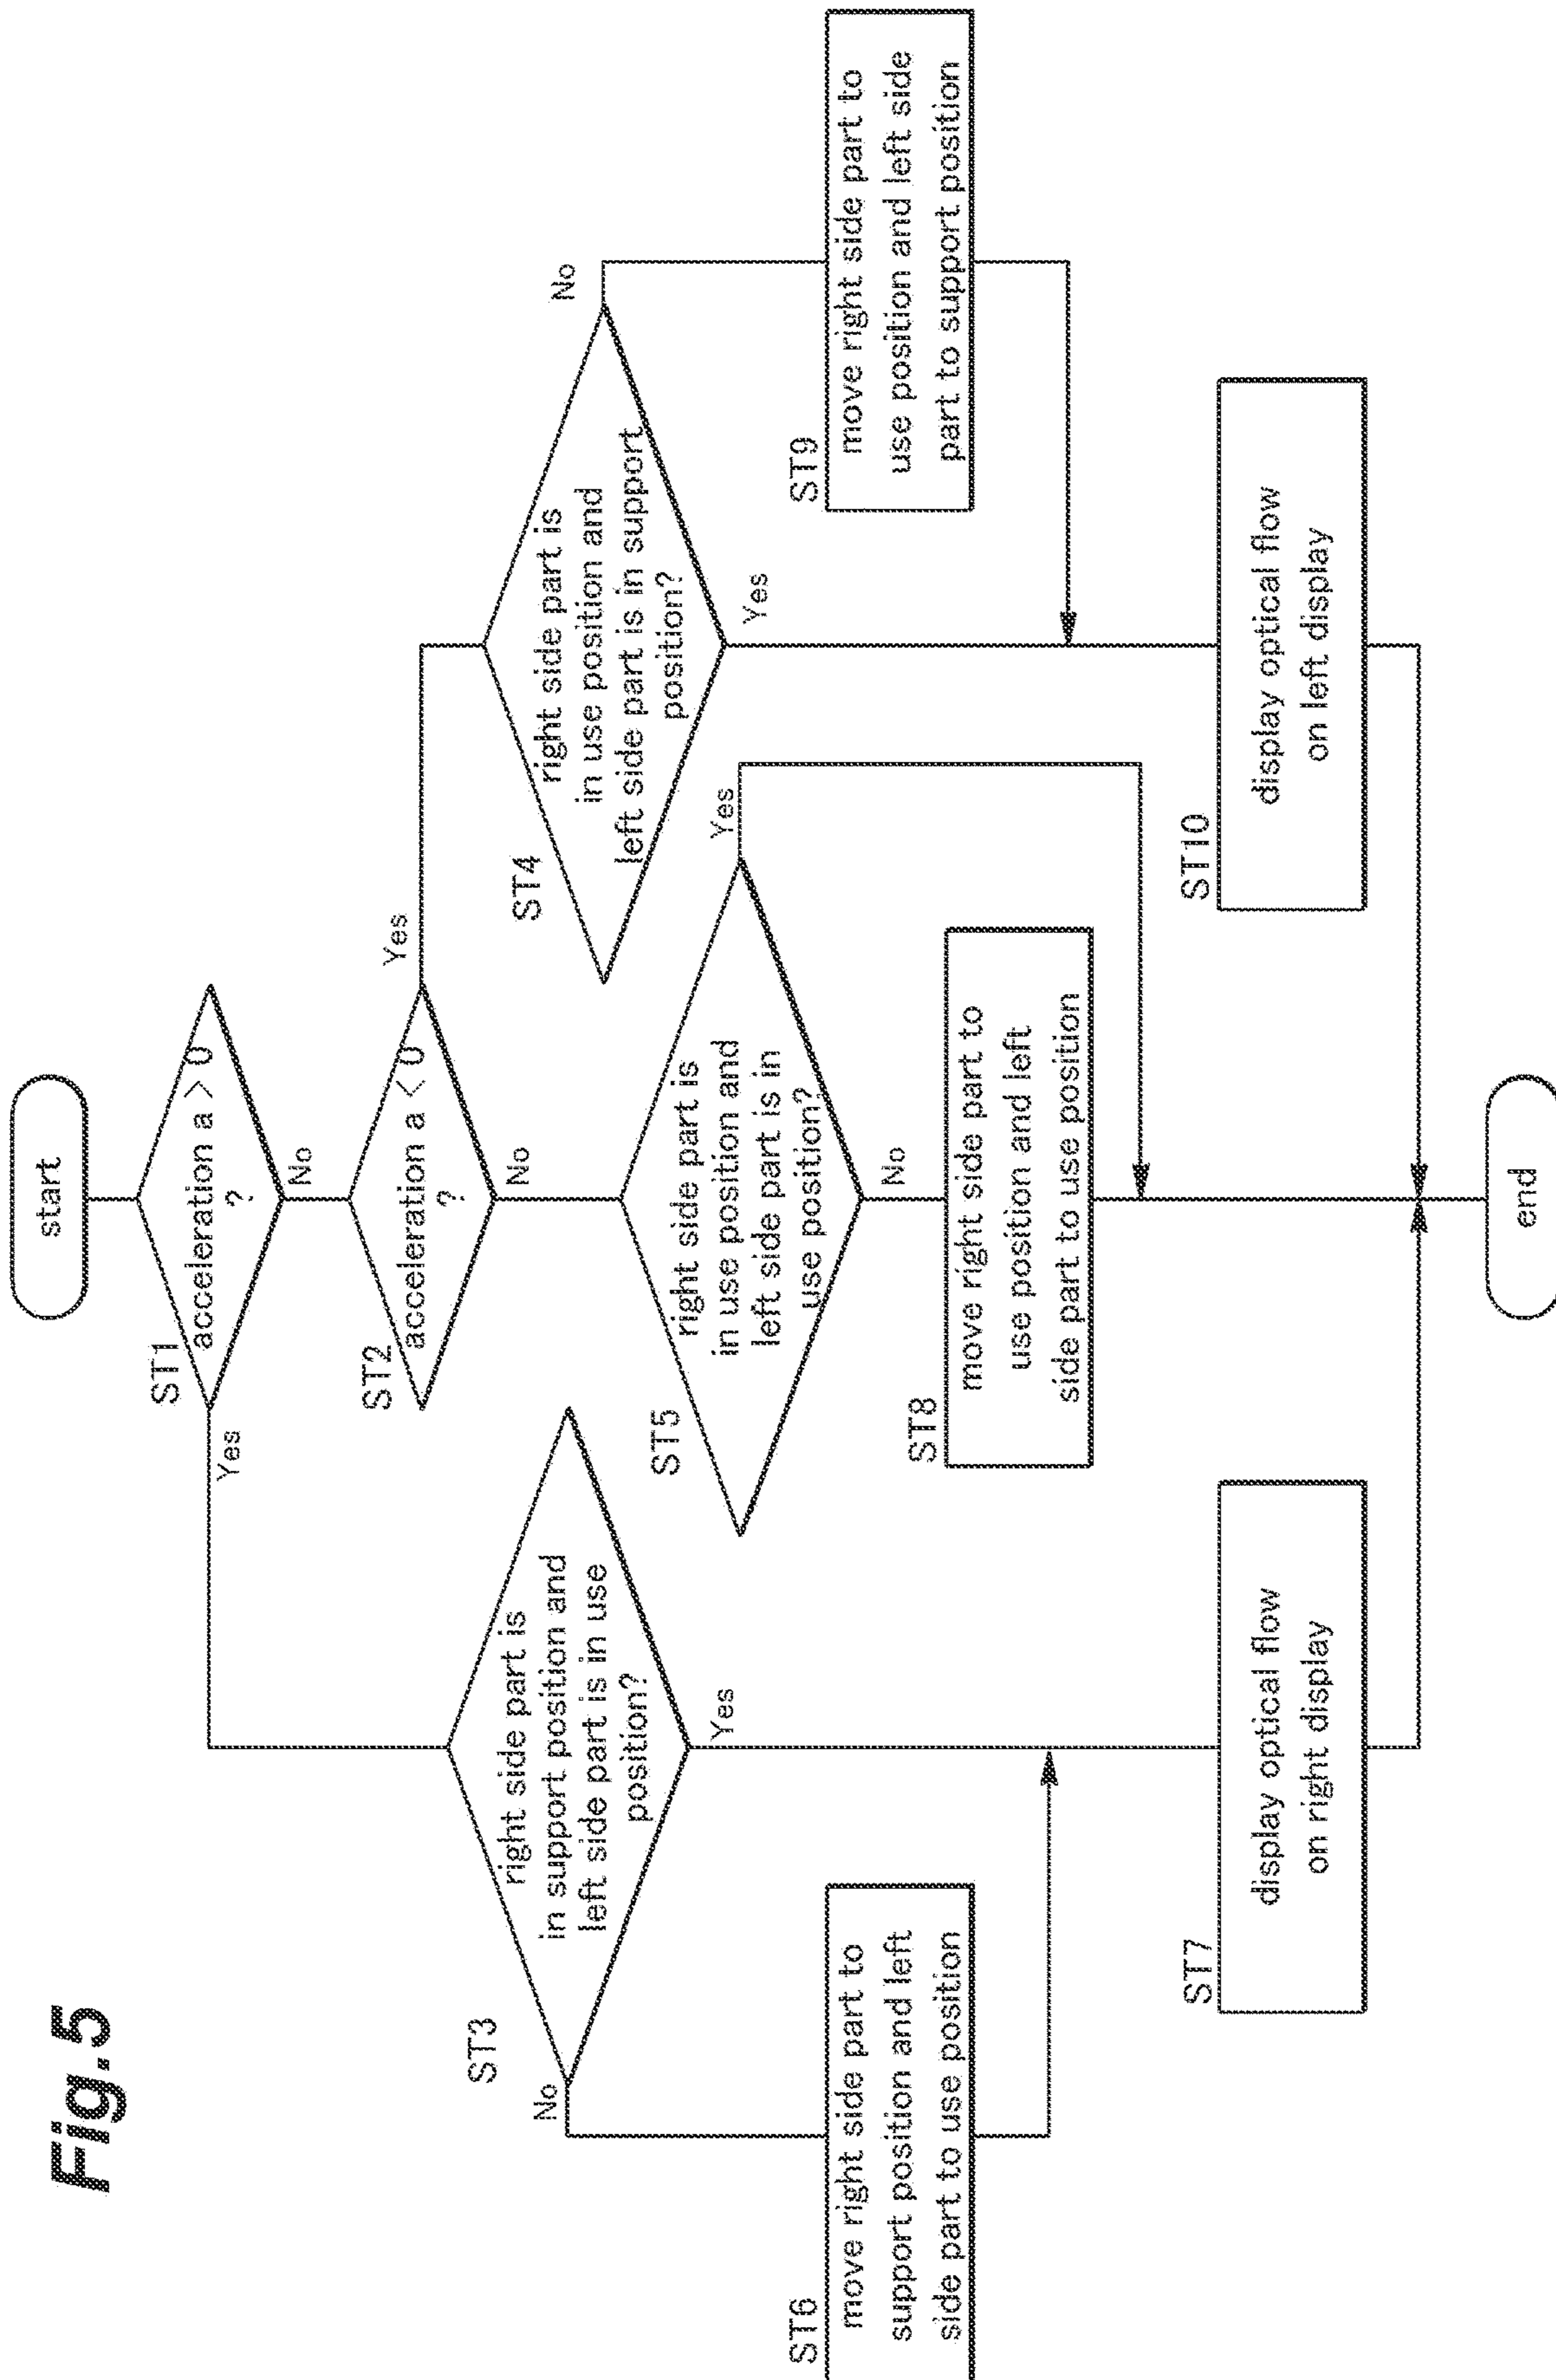 Fig.5
start
ST1
acceleration a > 0
?
Yes
No
ST2
acceleration a < 0
?
Yes
No
ST3
right side part is
in support position and
left side part is in use
position?
No
Yes
ST5
right side part is
in use position and
left side part is in
use position?
Yes
No
ST4
right side part is
in use position and
left side part is in support
position?
No
Yes
ST6
move right side part to
support position and left
side part to use position
ST8
move right side part to
use position and left
side part to use position
ST9
move right side part to
use position and left side
part to support position
ST7
display optical flow
on right display
ST10
display optical flow
on left display
end